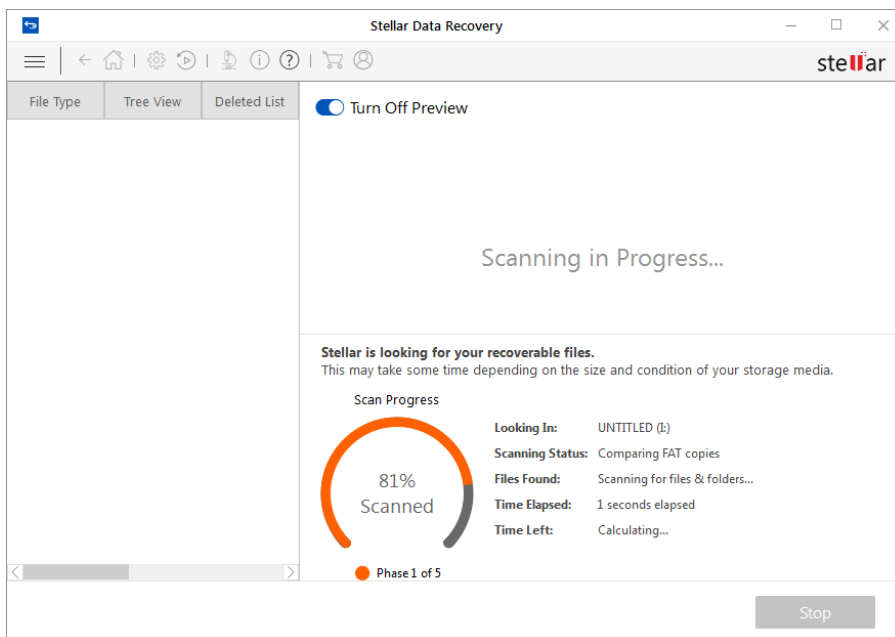 Stellar Data Recovery
stellar
File Type Tree View Deleted List
Turn Off Preview
Scanning in Progress...
Stellar is looking for your recoverable files.
This may take some time depending on the size and condition of your storage media.
Scan Progress
81%
Scanned
Looking In: UNTITLED (I:)
Scanning Status: Comparing FAT copies
Files Found: Scanning for files & folders...
Time Elapsed: 1 seconds elapsed
Time Left: Calculating...
Phase 1 of 5
Stop